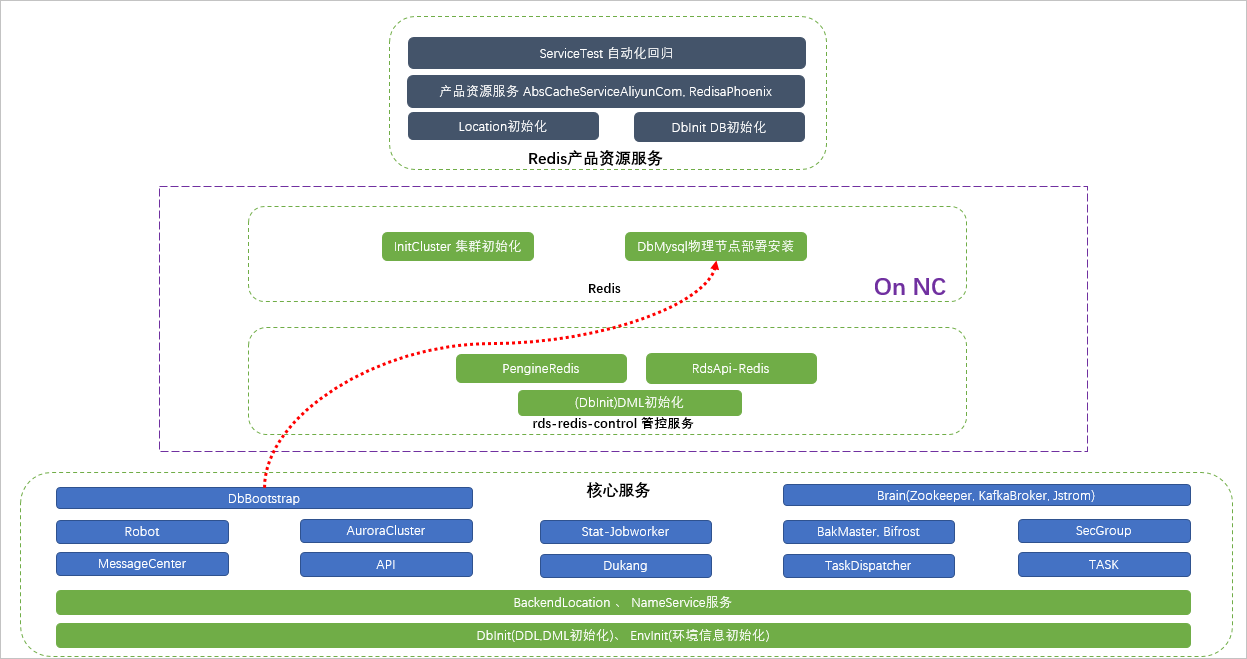 ServiceTest 自动化回归
产品资源服务 AbsCacheServiceAliyunCom, RedisaPhoenix
Location初始化
DbInit DB初始化
Redis产品资源服务
InitCluster 集群初始化
DbMysql物理节点部署安装
Redis
On NC
PengineRedis
RdsApi-Redis
(DbInit)DML初始化
rds-redis-control 管控服务
核心服务
DbBootstrap
Brain(Zookeeper, KafkaBroker, Jstrom)
Robot
AuroraCluster
Stat-Jobworker
BakMaster, Bifrost
SecGroup
MessageCenter
API
Dukang
TaskDispatcher
TASK
BackendLocation 、 NameService服务
DbInit(DDL,DML初始化)、 EnvInit(环境信息初始化)